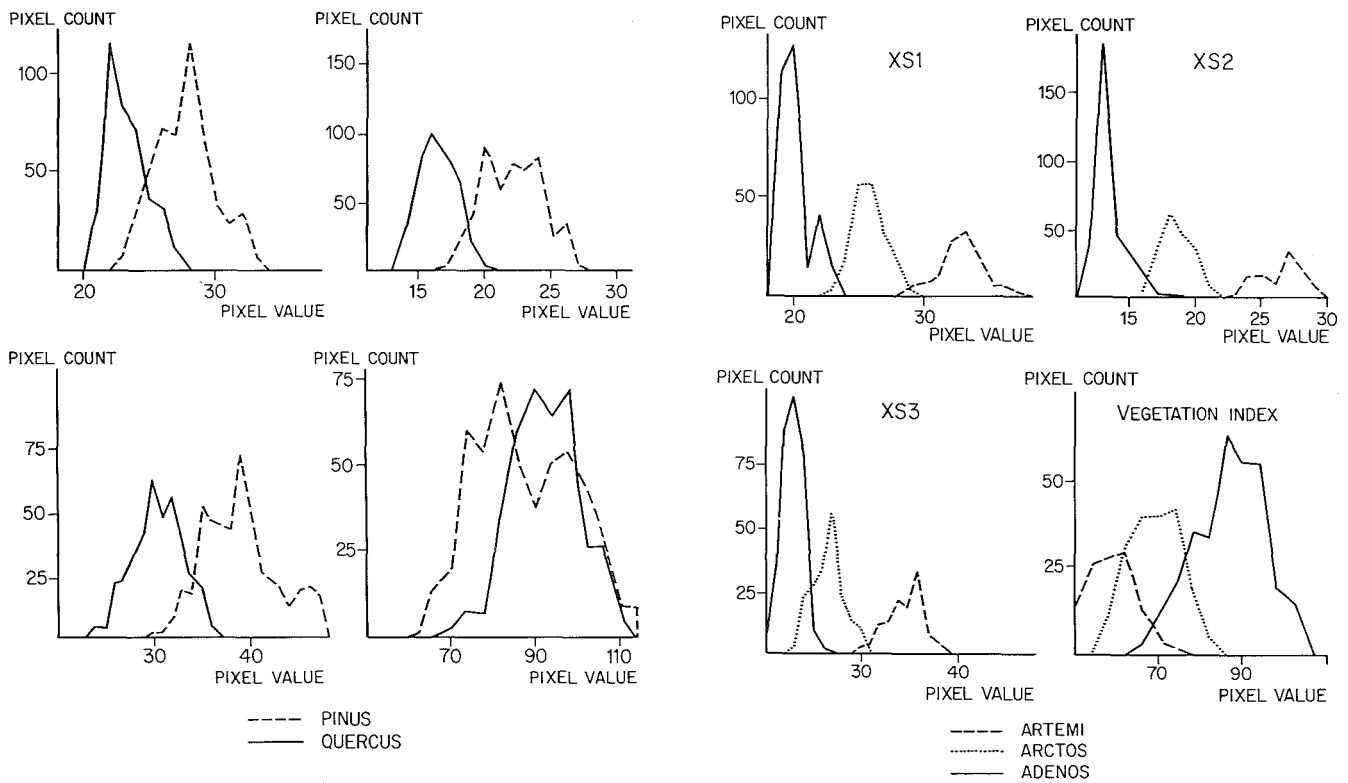 PIXEL COUNT
100
50
20
30
PIXEL VALUE
PIXEL COUNT
150
100
50
15
20
25
30
PIXEL VALUE
PIXEL COUNT
75
50
25
30
40
PIXEL VALUE
PIXEL COUNT
75
50
25
70
90
110
PIXEL VALUE
PINUS
QUERCUS
PIXEL COUNT
XS1
100
50
20
30
PIXEL VALUE
PIXEL COUNT
XS2
150
100
50
15
20
25
30
PIXEL VALUE
PIXEL COUNT
XS3
75
50
25
30
40
PIXEL VALUE
PIXEL COUNT
VEGETATION INDEX
50
25
70
90
PIXEL VALUE
ARTEMI
ARCTOS
ADENOS